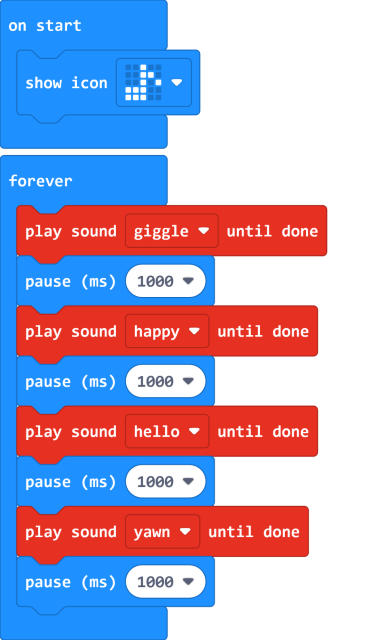 on start
show icon
forever
play sound giggle until done
pause (ms) 1000
play sound happy until done
pause (ms) 1000
play sound hello until done
pause (ms) 1000
play sound yawn until done
pause (ms) 1000